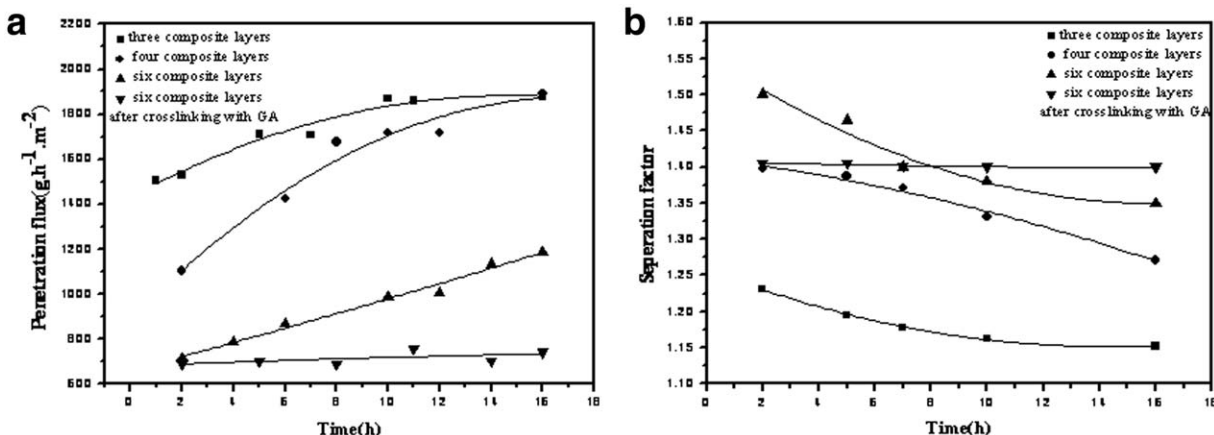 a
2200
2000
1800
1600
1400
1200
1000
800
600
Penetration flux(g.h⁻¹.m⁻²)
three composite layers
four composite layers
six composite layers
six composite layers
after crosslinking with GA
0 2 4 6 8 10 12 14 16 18
Time(h)
b
1.60
1.55
1.50
1.45
1.40
1.35
1.30
1.25
1.20
1.15
1.10
Seperation factor
three composite layers
four composite layers
six composite layers
six composite layers
after crosslinking with GA
0 2 4 6 8 10 12 14 16 18
Time(h)